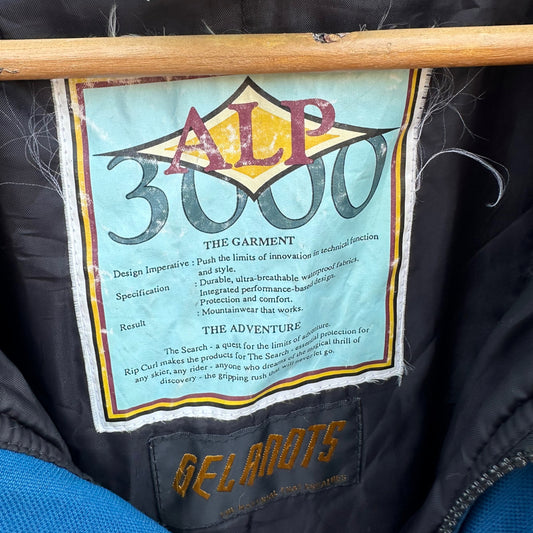 ALP
3000
THE GARMENT
Design Imperative : Push the limits of innovation in technical function
and style.
Specification : Durable, ultra-breathable waterproof fabrics.
Integrated performance-based design.
Protection and comfort.
Result : Mountainwear that works.
THE ADVENTURE
The Search - a quest for the limits of adventure.
Rip Curl makes the products for The Search - essential protection for
any skier, any rider - anyone who dreams of the magical thrill of
discovery - the gripping rush that will never let go.
GELANOTS